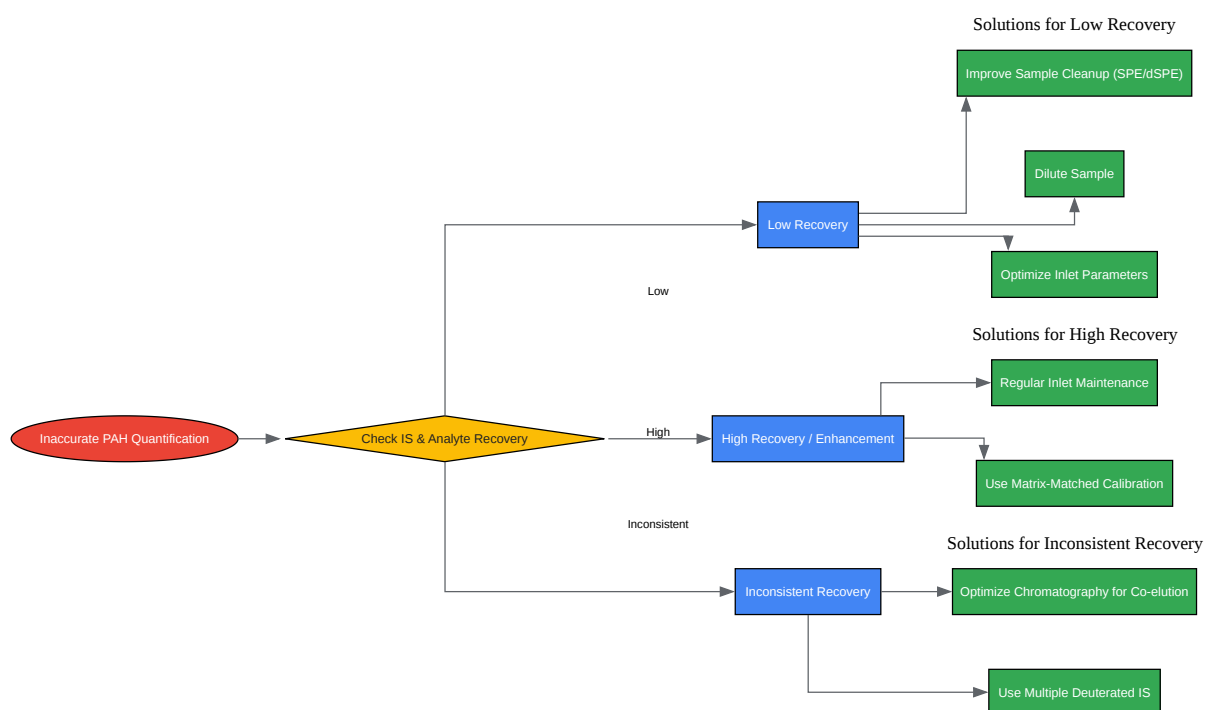 Solutions for Low Recovery
Improve Sample Cleanup (SPE/dSPE)
Dilute Sample
Low Recovery
Optimize Inlet Parameters
Low
Solutions for High Recovery
Regular Inlet Maintenance
Inaccurate PAH Quantification
Check IS & Analyte Recovery
High
High Recovery / Enhancement
Use Matrix-Matched Calibration
Inconsistent
Solutions for Inconsistent Recovery
Inconsistent Recovery
Optimize Chromatography for Co-elution
Use Multiple Deuterated IS